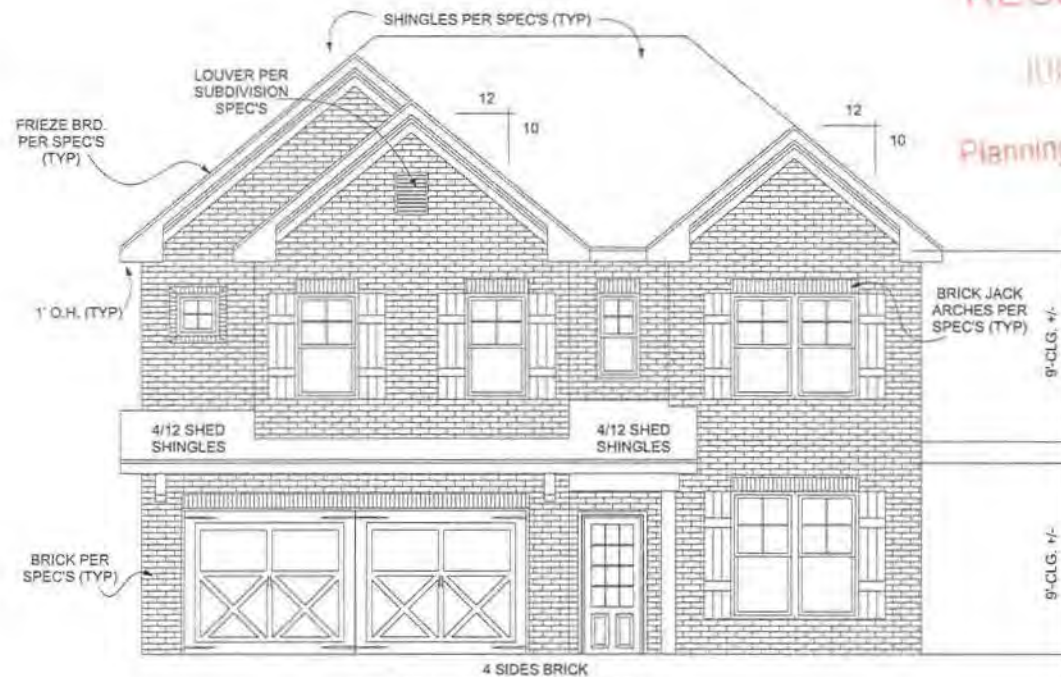 SHINGLES PER SPEC'S (TYP)
LOUVER PER
SUBDIVISION
SPEC'S
12
10
12
10
FRIEZE BRD.
PER SPEC'S
(TYP)
Planning
1' O.H. (TYP)
BRICK JACK
ARCHES PER
SPEC'S (TYP)
9'-CLG, +/-
4/12 SHED
SHINGLES
4/12 SHED
SHINGLES
BRICK PER
SPEC'S (TYP)
9'-CLG, +/-
4 SIDES BRICK